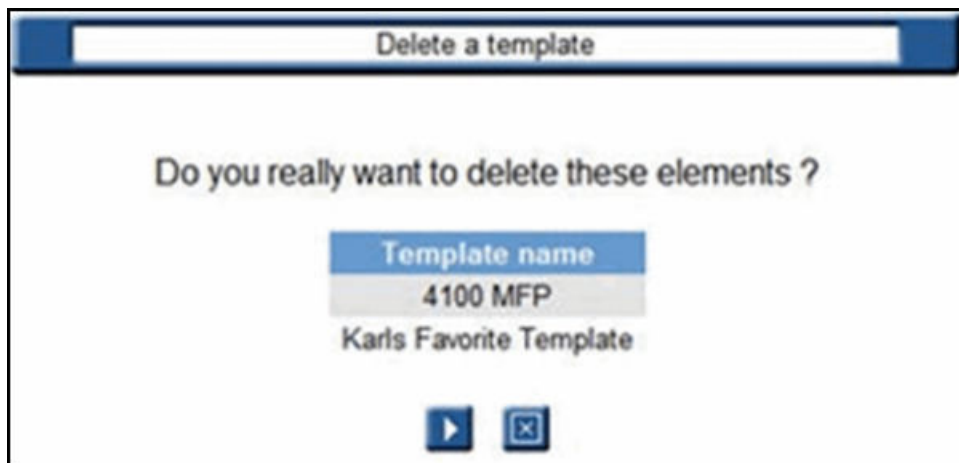 Delete a template
Do you really want to delete these elements ?
Template name
4100 MFP
Karls Favorite Template